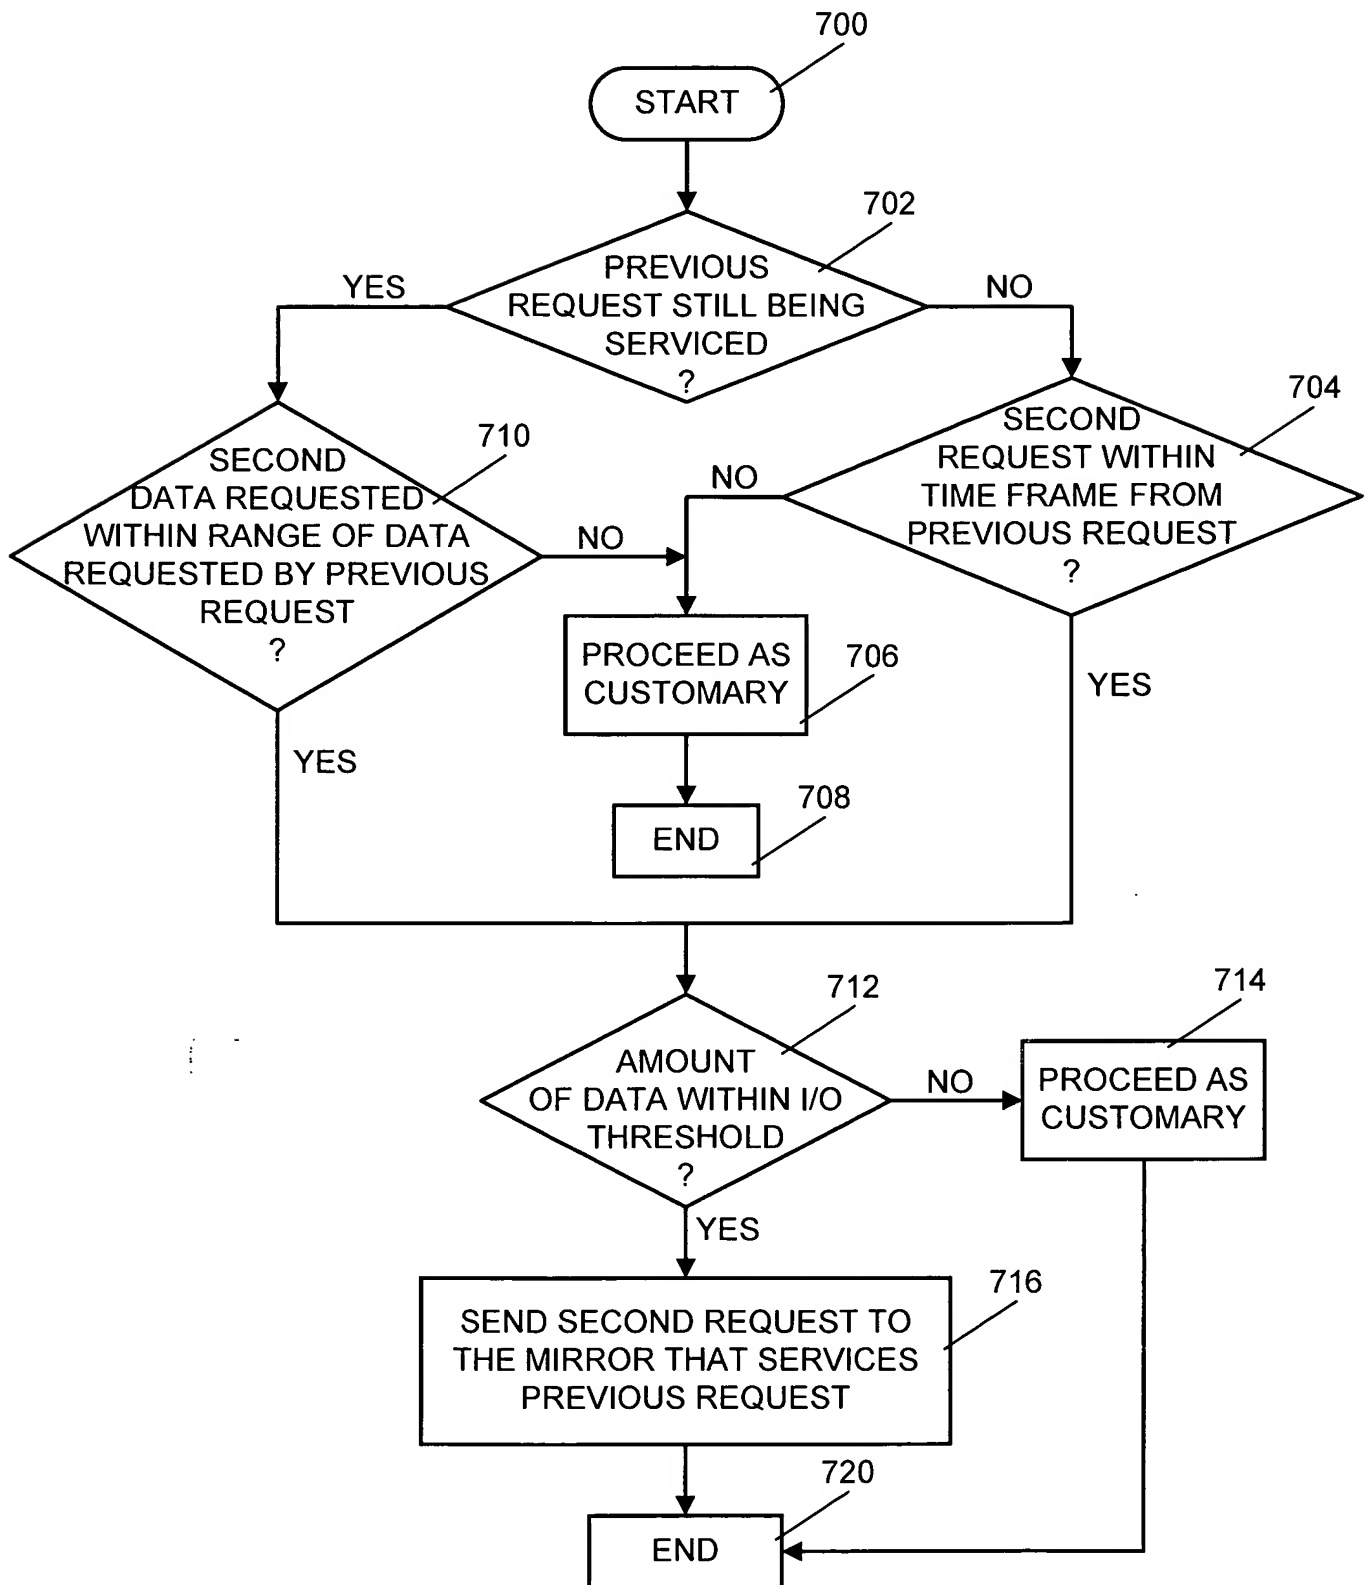 700
START
702
PREVIOUS
REQUEST STILL BEING
SERVICED
?
YES
NO
704
SECOND
REQUEST WITHIN
TIME FRAME FROM
PREVIOUS REQUEST
?
710
SECOND
DATA REQUESTED
WITHIN RANGE OF DATA
REQUESTED BY PREVIOUS
REQUEST
?
NO
NO
PROCEED AS
CUSTOMARY
706
YES
YES
708
END
712
AMOUNT
OF DATA WITHIN I/O
THRESHOLD
?
NO
714
PROCEED AS
CUSTOMARY
YES
716
SEND SECOND REQUEST TO
THE MIRROR THAT SERVICES
PREVIOUS REQUEST
720
END